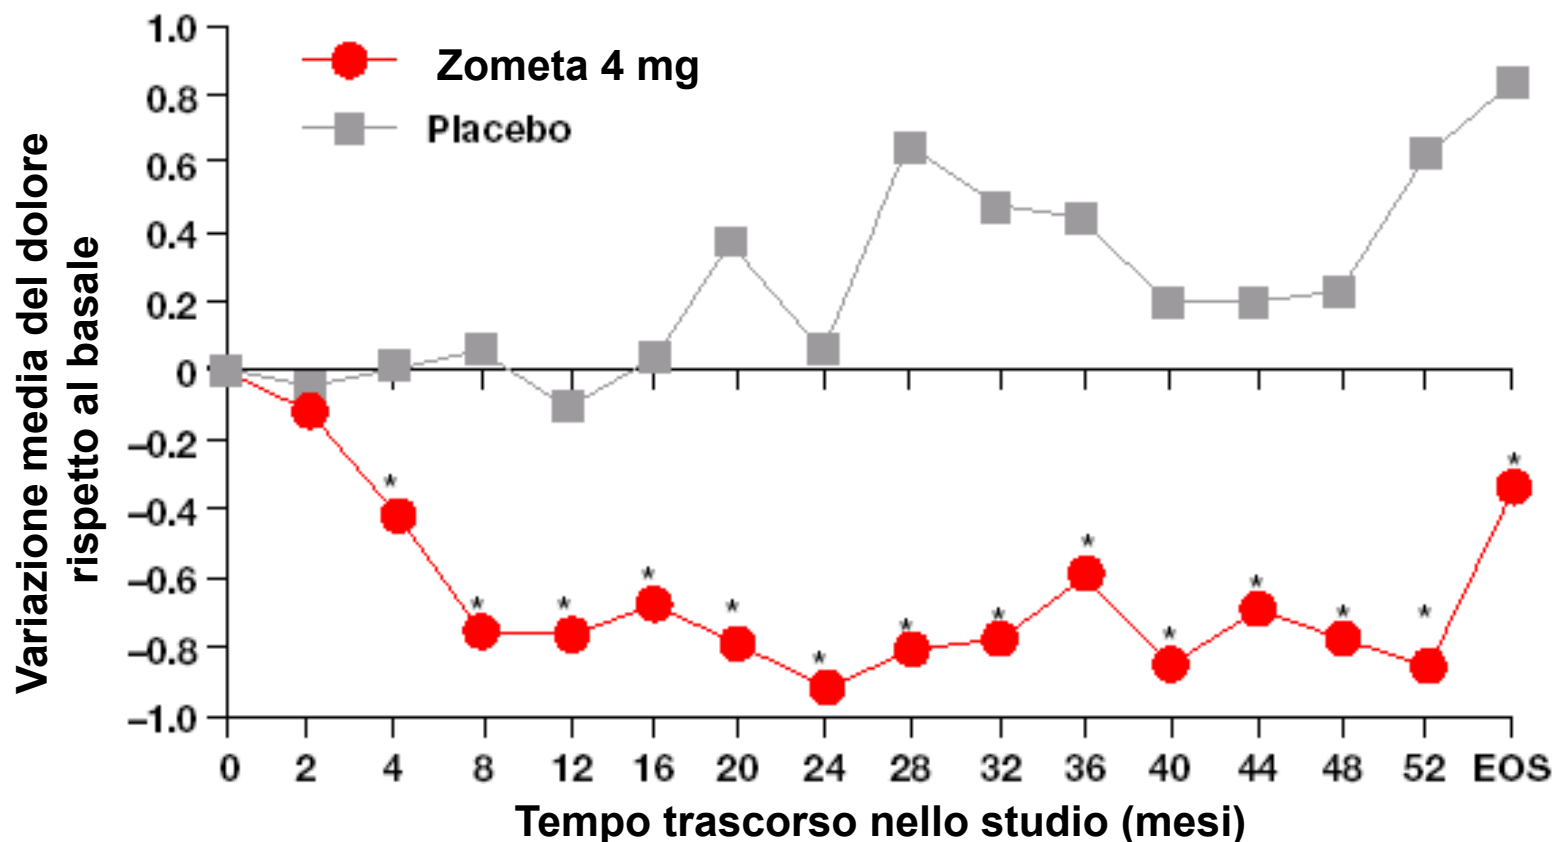 Variazione media del dolore
rispetto al basale
1.0
0.8
0.6
0.4
0.2
0
–0.2
–0.4
–0.6
–0.8
–1.0
Zometa 4 mg
Placebo
* * * * * * * * * * * * * *
0 2 4 8 12 16 20 24 28 32 36 40 44 48 52 EOS
Tempo trascorso nello studio (mesi)